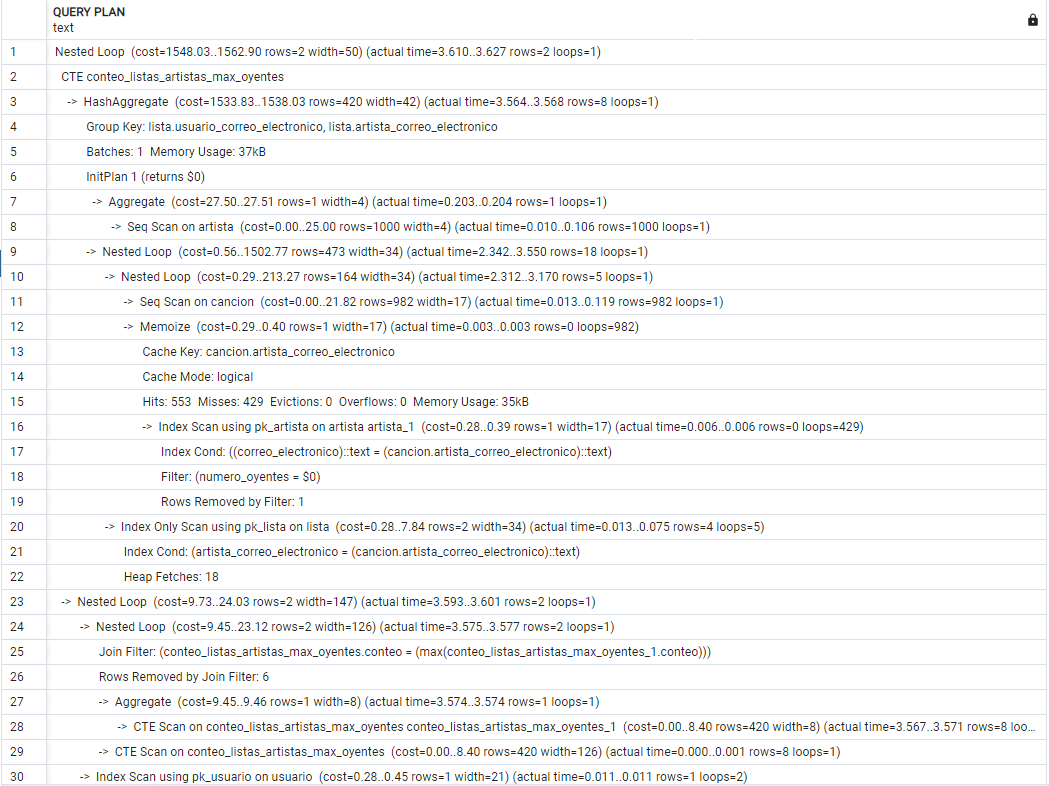 QUERY PLAN
text
1 Nested Loop (cost=1548.03..1562.90 rows=2 width=50) (actual time=3.610..3.627 rows=2 loops=1)
2 CTE conteo_listas_artistas_max_oyentes
3 -> HashAggregate (cost=1533.83..1538.03 rows=420 width=42) (actual time=3.564..3.568 rows=8 loops=1)
4 Group Key: lista.usuario_correo_electronico, lista.artista_correo_electronico
5 Batches: 1 Memory Usage: 37kB
6 InitPlan 1 (returns $0)
7 -> Aggregate (cost=27.50..27.51 rows=1 width=4) (actual time=0.203..0.204 rows=1 loops=1)
8 -> Seq Scan on artista (cost=0.00..25.00 rows=1000 width=4) (actual time=0.010..0.106 rows=1000 loops=1)
9 -> Nested Loop (cost=0.56..1502.77 rows=473 width=34) (actual time=2.342..3.550 rows=18 loops=1)
10 -> Nested Loop (cost=0.29..213.27 rows=164 width=34) (actual time=2.312..3.170 rows=5 loops=1)
11 -> Seq Scan on cancion (cost=0.00..21.82 rows=982 width=17) (actual time=0.013..0.119 rows=982 loops=1)
12 -> Memoize (cost=0.29..0.40 rows=1 width=17) (actual time=0.003..0.003 rows=0 loops=982)
13 Cache Key: cancion.artista_correo_electronico
14 Cache Mode: logical
15 Hits: 553 Misses: 429 Evictions: 0 Overflows: 0 Memory Usage: 35kB
16 -> Index Scan using pk_artista on artista artista_1 (cost=0.28..0.39 rows=1 width=17) (actual time=0.006..0.006 rows=0 loops=429)
17 Index Cond: ((correo_electronico)::text = (cancion.artista_correo_electronico)::text)
18 Filter: (numero_oyentes = $0)
19 Rows Removed by Filter: 1
20 -> Index Only Scan using pk_lista on lista (cost=0.28..7.84 rows=2 width=34) (actual time=0.013..0.075 rows=4 loops=5)
21 Index Cond: (artista_correo_electronico = (cancion.artista_correo_electronico)::text)
22 Heap Fetches: 18
23 -> Nested Loop (cost=9.73..24.03 rows=2 width=147) (actual time=3.593..3.601 rows=2 loops=1)
24 -> Nested Loop (cost=9.45..23.12 rows=2 width=126) (actual time=3.575..3.577 rows=2 loops=1)
25 Join Filter: (conteo_listas_artistas_max_oyentes.conteo = (max(conteo_listas_artistas_max_oyentes_1.conteo)))
26 Rows Removed by Join Filter: 6
27 -> Aggregate (cost=9.45..9.46 rows=1 width=8) (actual time=3.574..3.574 rows=1 loops=1)
28 -> CTE Scan on conteo_listas_artistas_max_oyentes conteo_listas_artistas_max_oyentes_1 (cost=0.00..8.40 rows=420 width=8) (actual time=3.567..3.571 rows=8 loo...
29 -> CTE Scan on conteo_listas_artistas_max_oyentes (cost=0.00..8.40 rows=420 width=126) (actual time=0.000..0.001 rows=8 loops=1)
30 -> Index Scan using pk_usuario on usuario (cost=0.28..0.45 rows=1 width=21) (actual time=0.011..0.011 rows=1 loops=2)